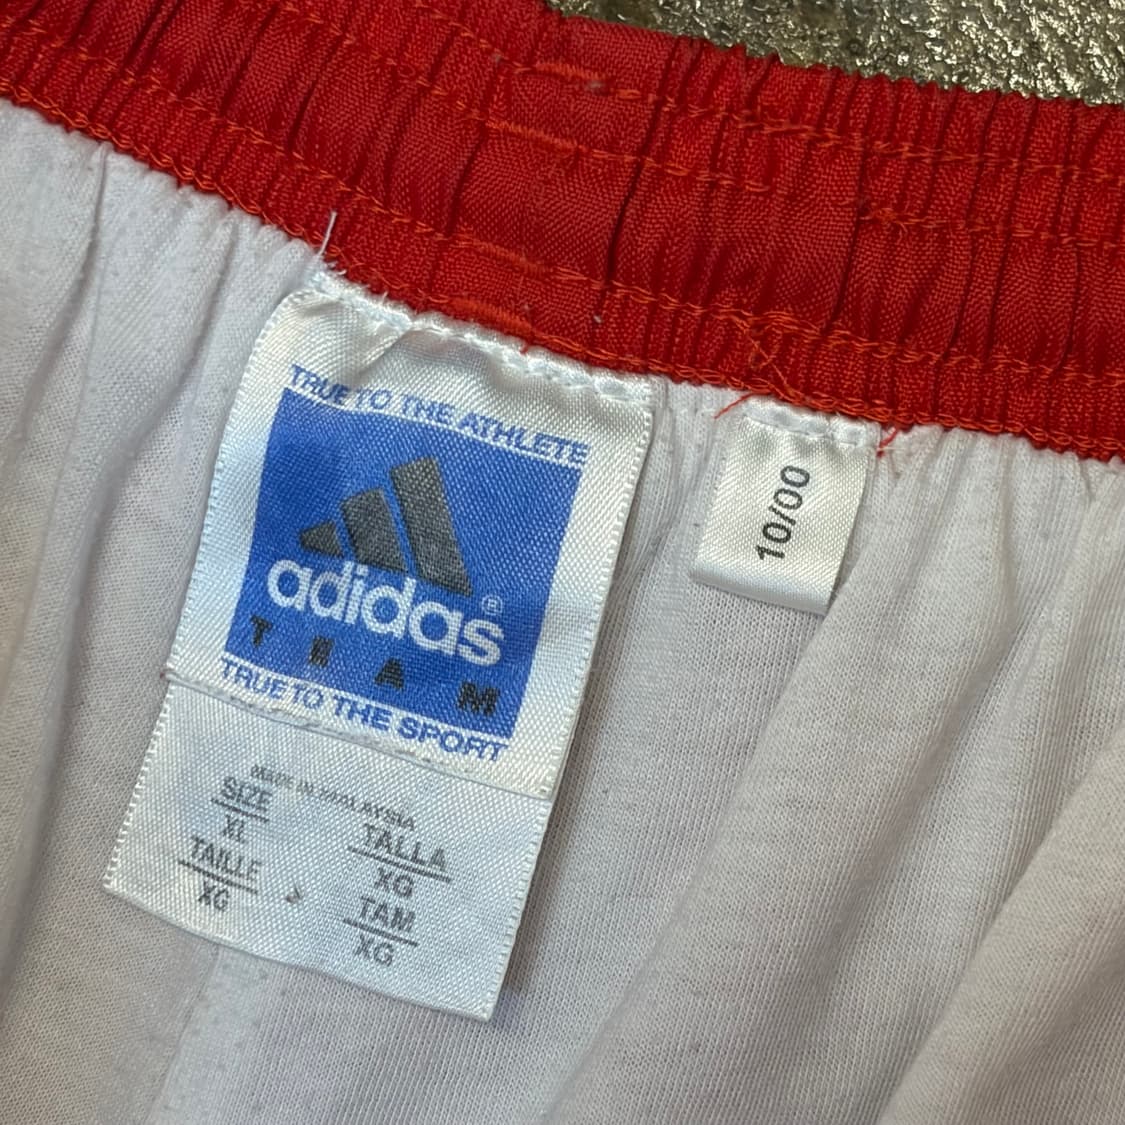 TRUE TO THE ATHLETE
adidas®
TEAM
TRUE TO THE SPORT
MADE IN MALAYSIA
SIZE
XL
TAILLE
XG
TALLA
XG
TAM
XG
10/00